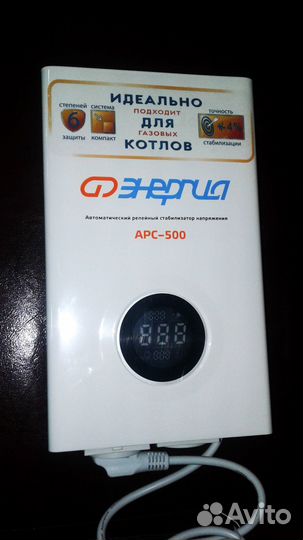 6 степеней защиты
система компакт
ИДЕАЛЬНО
ПОДХОДИТ
ДЛЯ
ГАЗОВЫХ
КОТЛОВ
точность
+-4%
стабилизации
ЭНЕРГИЯ
Автоматический релейный стабилизатор напряжения
АРС-500
888
Avito